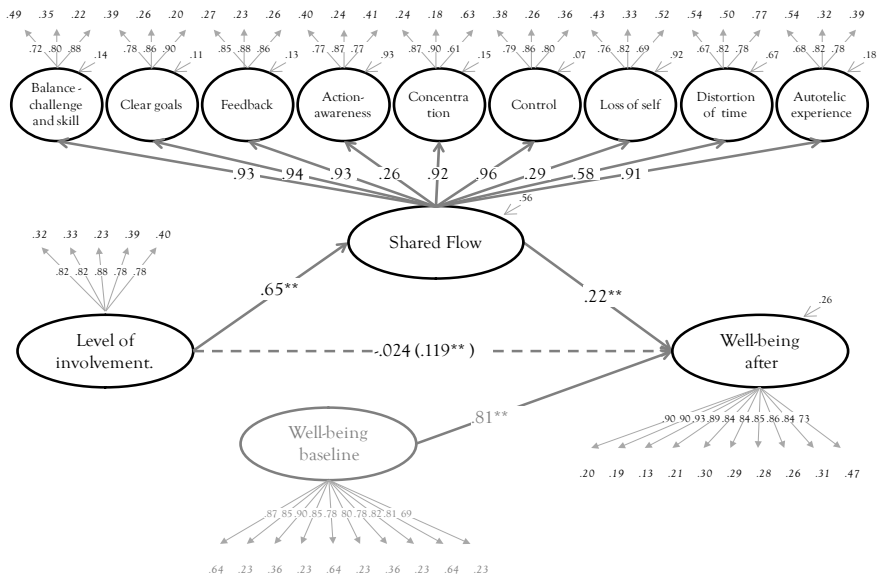 .49 .35 .22 .39 .26 .20 .27 .23 .26 .40 .24 .41 .24 .18 .63 .38 .26 .36 .43 .33 .52 .54 .50 .77 .54 .32 .39
.72 .80 .88 .14 .78 .86 .90 .11 .85 .88 .86 .13 .77 .87 .77 .93 .87 .90 .61 .15 .79 .86 .80 .07 .76 .82 .69 .92 .67 .82 .78 .67 .68 .82 .78 .18
Balance-
challenge
and skill
Clear goals
Feedback
Action-
awareness
Concentra
tion
Control
Loss of self
Distortion
of time
Autotelic
experience
.93 .94 .93 .26 .92 .96 .29 .58 .91
.56
Shared Flow
.32 .33 .23 .39 .40
.82 .82 .88 .78 .78
.65**
.22**
.26
Level of
involvement.
-.024 (.119** )
Well-being
after
.81**
.90 .90 .93 .89 .84 .84 .85 .86 .84 .73
.20 .19 .13 .21 .30 .29 .28 .26 .31 .47
Well-being
baseline
.87 .85 .90 .85 .78 .80 .78 .82 .81 .69
.64 .23 .36 .23 .64 .23 .36 .23 .64 .23